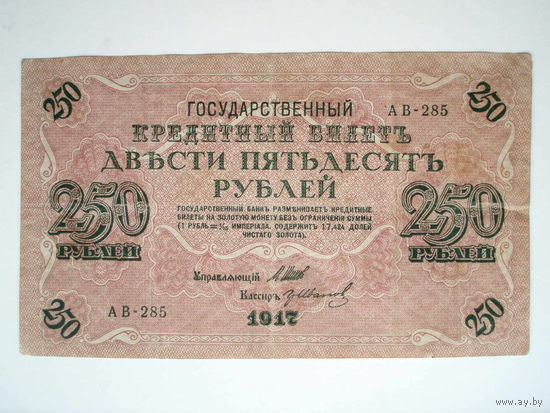 250 250
ГОСУДАРСТВЕННЫЙ АВ-285
КРЕДИТНЫЙ БИЛЕТЪ
ДВѢСТИ ПЯТЬДЕСЯТЪ
РУБЛЕЙ
250 РУБЛЕЙ
ГОСУДАРСТВЕННЫЙ БАНКЪ РАЗМѢНИВАЕТЪ КРЕДИТНЫЕ
БИЛЕТЫ НА ЗОЛОТУЮ МОНЕТУ БЕЗЪ ОГРАНИЧЕНІЯ СУММЫ
(1 РУБЛЬ = 1/15 ИМПЕРІАЛА, СОДЕРЖИТЪ 17,424 ДОЛЕЙ
ЧИСТАГО ЗОЛОТА).
250 РУБЛЕЙ
Управляющій
Кассиръ
АВ-285
1917
250 250
www.ay.by